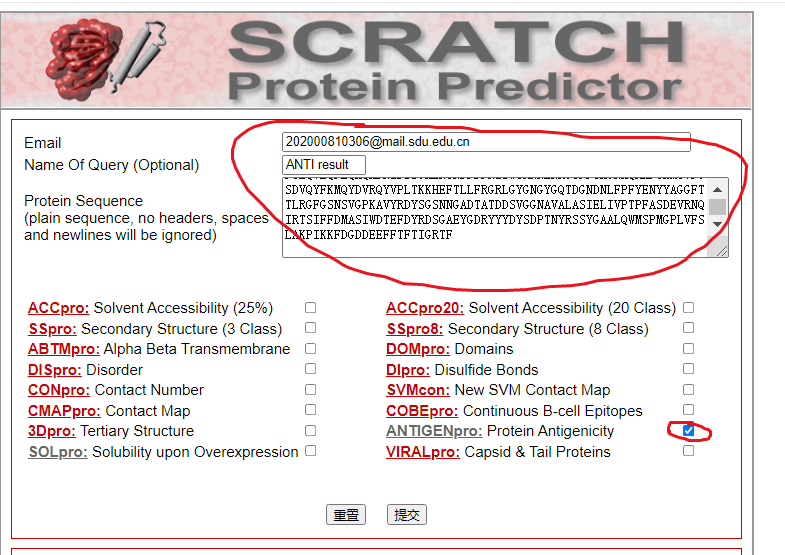 SCRATCH
Protein Predictor
Email
202000810306@mail.sdu.edu.cn
Name Of Query (Optional)
ANTI result
Protein Sequence
(plain sequence, no headers, spaces
and newlines will be ignored)
SDVQYFKMQYDVRQYVPLTKKHEFTLLFRGRLGYGNGYGQTDGNDNLFPFYENYYAGGFT
TLRGFGSNSVGPKAVYRDYSGSNNGADTATDDSVGGNAVALASIELIVPTPFASDEVRNQ
IRTSIFFDMASIWDTEFDYRDSGAEYGDRYYYDYSDPTNYRSSYGAALQWMSPMGPLVFS
LAKPIKKFDGDDEEFFTFTIGRTF
ACCpro: Solvent Accessibility (25%)
ACCpro20: Solvent Accessibility (20 Class)
SSpro: Secondary Structure (3 Class)
SSpro8: Secondary Structure (8 Class)
ABTMpro: Alpha Beta Transmembrane
DOMpro: Domains
DISpro: Disorder
DIpro: Disulfide Bonds
CONpro: Contact Number
SVMcon: New SVM Contact Map
CMAPpro: Contact Map
COBEpro: Continuous B-cell Epitopes
3Dpro: Tertiary Structure
ANTIGENpro: Protein Antigenicity
SOLpro: Solubility upon Overexpression
VIRALpro: Capsid & Tail Proteins
重置
提交